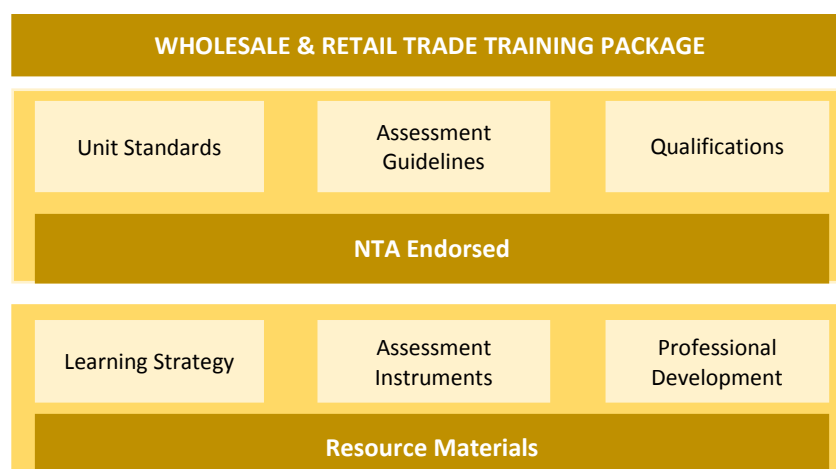 WHOLESALE & RETAIL TRADE TRAINING PACKAGE
Unit Standards
Assessment
Guidelines
Qualifications
NTA Endorsed
Learning Strategy
Assessment
Instruments
Professional
Development
Resource Materials